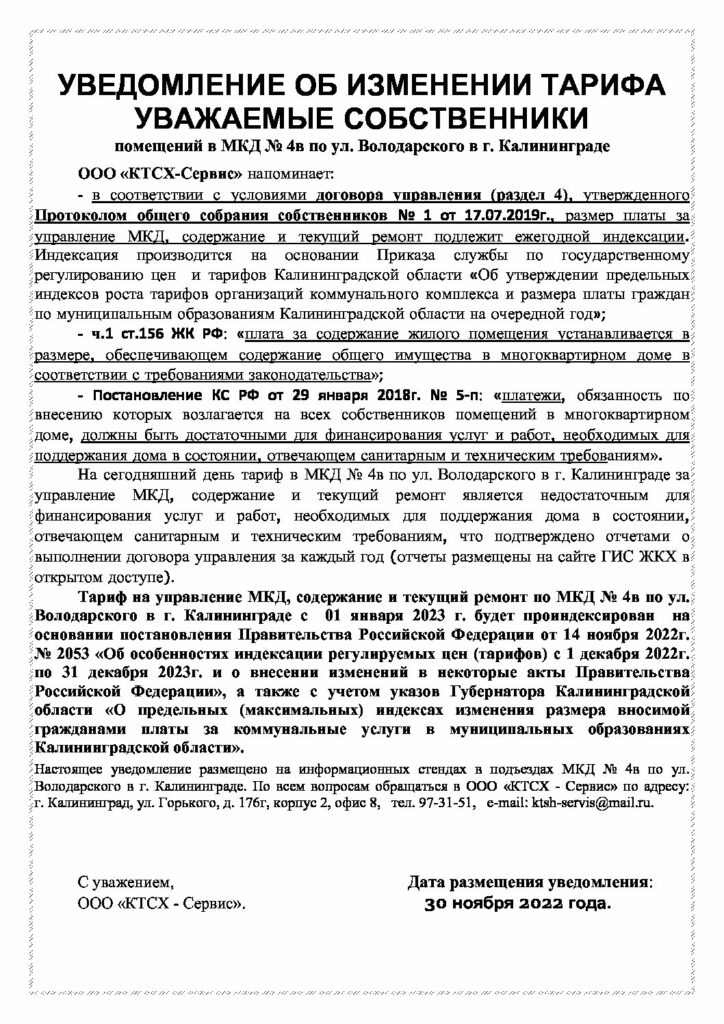 УВЕДОМЛЕНИЕ ОБ ИЗМЕНЕНИИ ТАРИФА
УВАЖАЕМЫЕ СОБСТВЕННИКИ
помещений в МКД № 4в по ул. Володарского в г. Калининграде
ООО «КТСХ-Сервис» напоминает:
- в соответствии с условиями договора управления (раздел 4), утвержденного
Протоколом общего собрания собственников № 1 от 17.07.2019г., размер платы за
управление МКД, содержание и текущий ремонт подлежит ежегодной индексации.
Индексация производится на основании Приказа службы по государственному
регулированию цен и тарифов Калининградской области «Об утверждении предельных
индексов роста тарифов организаций коммунального комплекса и размера платы граждан
по муниципальным образованиям Калининградской области на очередной год»;
- ч.1 ст.156 ЖК РФ: «плата за содержание жилого помещения устанавливается в
размере, обеспечивающем содержание общего имущества в многоквартирном доме в
соответствии с требованиями законодательства»;
- Постановление КС РФ от 29 января 2018г. № 5-п: «платежи, обязанность по
внесению которых возлагается на всех собственников помещений в многоквартирном
доме, должны быть достаточными для финансирования услуг и работ, необходимых для
поддержания дома в состоянии, отвечающем санитарным и техническим требованиям».
На сегодняшний день тариф в МКД № 4в по ул. Володарского в г. Калининграде за
управление МКД, содержание и текущий ремонт является недостаточным для
финансирования услуг и работ, необходимых для поддержания дома в состоянии,
отвечающем санитарным и техническим требованиям, что подтверждено отчетами о
выполнении договора управления за каждый год (отчеты размещены на сайте ГИС ЖКХ в
открытом доступе).
Тариф на управление МКД, содержание и текущий ремонт по МКД № 4в по ул.
Володарского в г. Калининграде с 01 января 2023 г. будет проиндексирован на
основании постановления Правительства Российской Федерации от 14 ноября 2022г.
№ 2053 «Об особенностях индексации регулируемых цен (тарифов) с 1 декабря 2022г.
по 31 декабря 2023г. и о внесении изменений в некоторые акты Правительства
Российской Федерации», а также с учетом указов Губернатора Калининградской
области «О предельных (максимальных) индексах изменения размера вносимой
гражданами платы за коммунальные услуги в муниципальных образованиях
Калининградской области».
Настоящее уведомление размещено на информационных стендах в подъездах МКД № 4в по ул.
Володарского в г. Калининграде. По всем вопросам обращаться в ООО «КТСХ - Сервис» по адресу:
г. Калининград, ул. Горького, д. 176г, корпус 2, офис 8, тел. 97-31-51, e-mail: ktsh-servis@mail.ru.
С уважением,
ООО «КТСХ - Сервис».
Дата размещения уведомления:
30 ноября 2022 года.